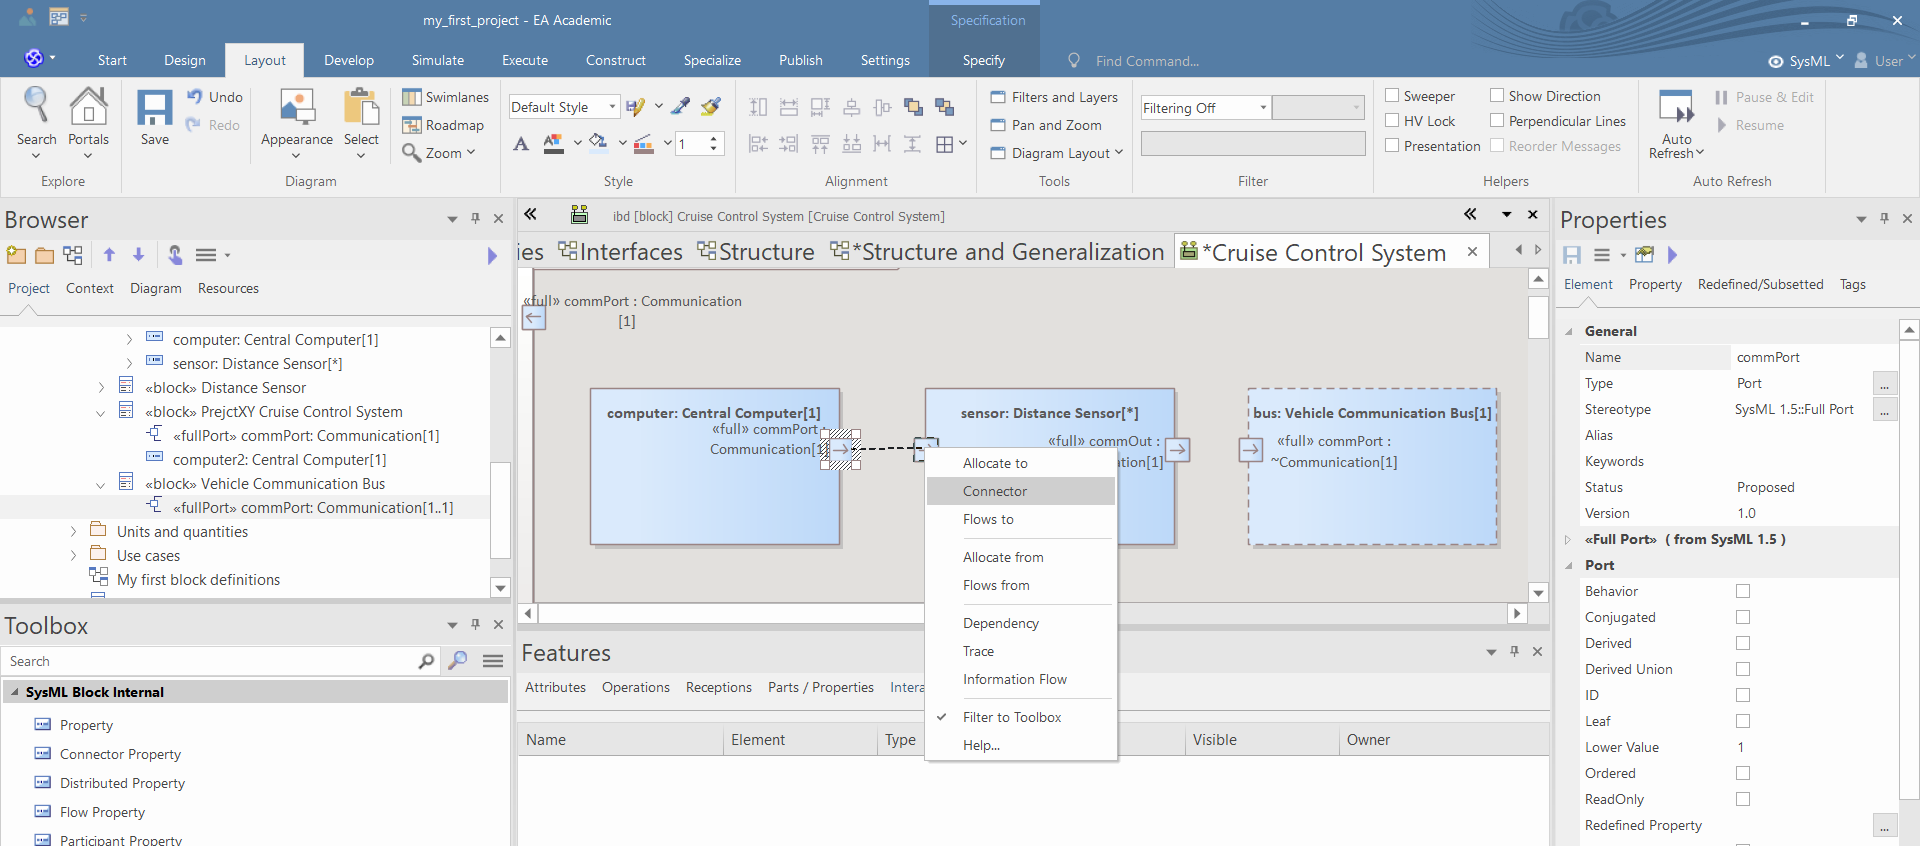 my_first_project - EA Academic
Specification
Start
Design
Layout
Develop
Simulate
Execute
Construct
Specialize
Publish
Settings
Specify
Find Command...
SysML
User
Search
Portals
Explore
Save
Undo
Redo
Appearance
Select
Swimlanes
Roadmap
Zoom
Diagram
Default Style
1
Style
Alignment
Filters and Layers
Pan and Zoom
Diagram Layout
Tools
Filtering Off
Filter
Sweeper
HV Lock
Presentation
Show Direction
Perpendicular Lines
Reorder Messages
Helpers
Auto
Refresh
Pause & Edit
Resume
Auto Refresh
Browser
Project
Context
Diagram
Resources
computer: Central Computer[1]
sensor: Distance Sensor[*]
«block» Distance Sensor
«block» PrejctXY Cruise Control System
«fullPort» commPort: Communication[1]
computer2: Central Computer[1]
«block» Vehicle Communication Bus
«fullPort» commPort: Communication[1..1]
Units and quantities
Use cases
My first block definitions
Toolbox
Search
SysML Block Internal
Property
Connector Property
Distributed Property
Flow Property
Participant Property
ibd [block] Cruise Control System [Cruise Control System]
ies
Interfaces
Structure
*Structure and Generalization
*Cruise Control System
«full» commPort : Communication
[1]
computer: Central Computer[1]
«full» commPort :
Communication[1]
sensor: Distance Sensor[*]
«full» commOut :
tion[1]
bus: Vehicle Communication Bus[1]
«full» commPort :
~Communication[1]
Allocate to
Connector
Flows to
Allocate from
Flows from
Dependency
Trace
Information Flow
Filter to Toolbox
Help...
Features
Attributes
Operations
Receptions
Parts / Properties
Intera
Name
Element
Type
Visible
Owner
Properties
Element
Property
Redefined/Subsetted
Tags
General
Name
commPort
Type
Port
...
Stereotype
SysML 1.5::Full Port
...
Alias
Keywords
Status
Proposed
Version
1.0
«Full Port» ( from SysML 1.5 )
Port
Behavior
Conjugated
Derived
Derived Union
ID
Leaf
Lower Value
1
Ordered
ReadOnly
Redefined Property
...